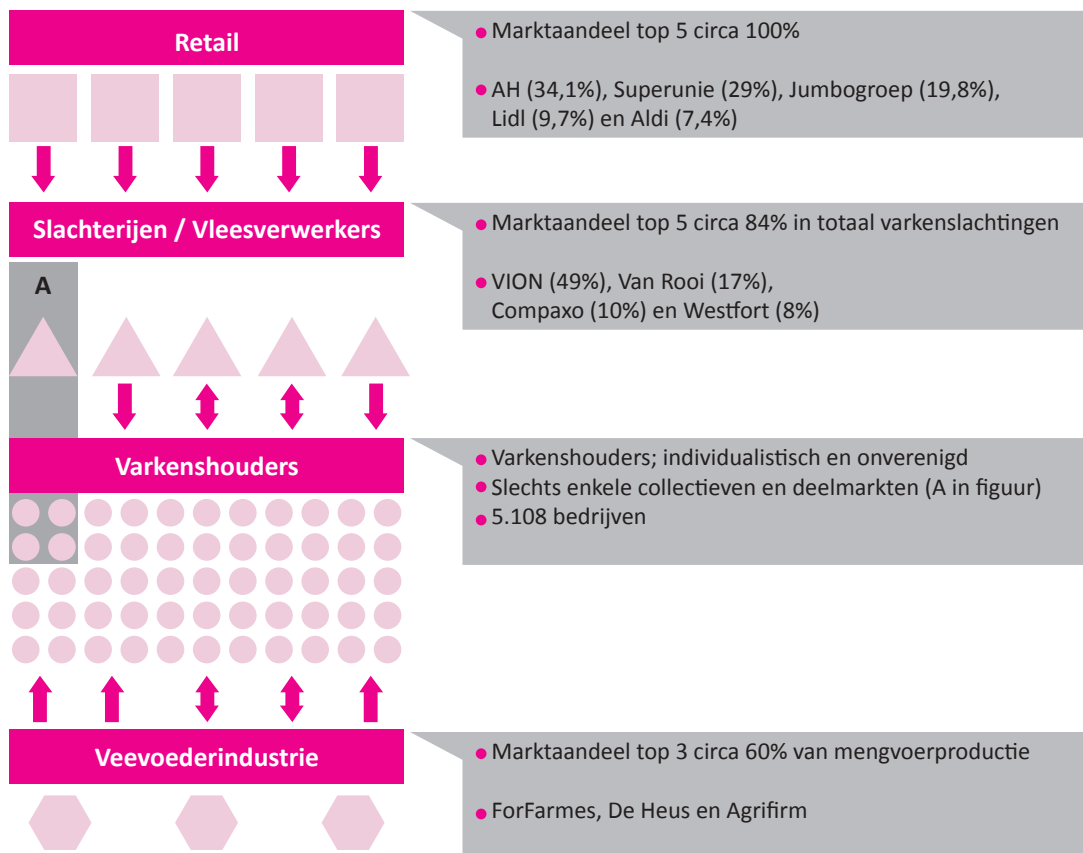 Retail
• Marktaandeel top 5 circa 100%
• AH (34,1%), Superunie (29%), Jumbogroep (19,8%),
Lidl (9,7%) en Aldi (7,4%)
Slachterijen / Vleesverwerkers
• Marktaandeel top 5 circa 84% in totaal varkenslachtingen
• VION (49%), Van Rooi (17%),
Compaxo (10%) en Westfort (8%)
A
Varkenshouders
• Varkenshouders; individualistisch en onverenigd
• Slechts enkele collectieven en deelmarkten (A in figuur)
• 5.108 bedrijven
Veevoederindustrie
• Marktaandeel top 3 circa 60% van mengvoerproductie
• ForFarmes, De Heus en Agrifirm